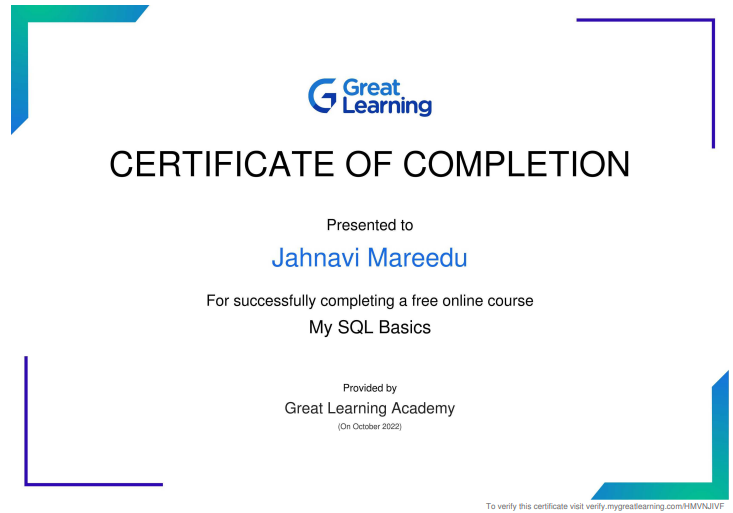 Great
Learning
CERTIFICATE OF COMPLETION
Presented to
Jahnavi Mareedu
For successfully completing a free online course
My SQL Basics
Provided by
Great Learning Academy
(On October 2022)
To verify this certificate visit verify.mygreatlearning.com/HMVNJIVF